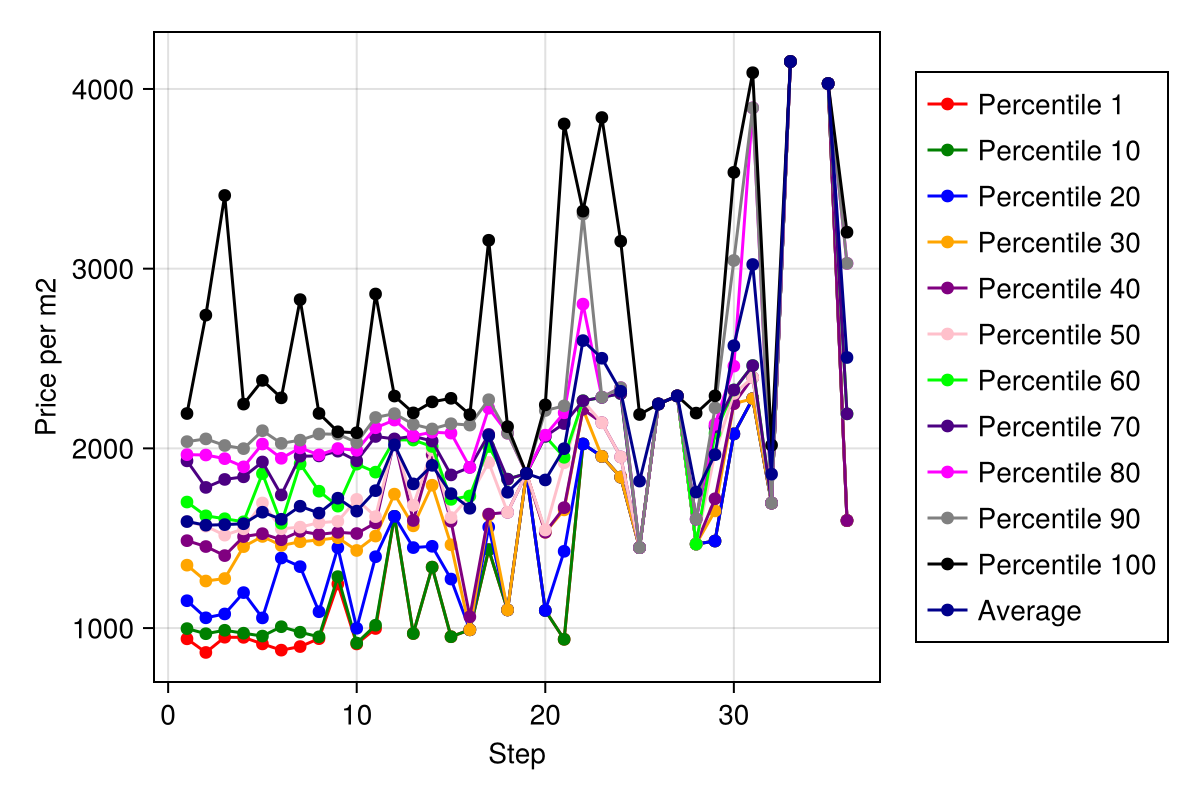 4000
3000
2000
1000
Price per m2
0 10 20 30
Step
Percentile 1
Percentile 10
Percentile 20
Percentile 30
Percentile 40
Percentile 50
Percentile 60
Percentile 70
Percentile 80
Percentile 90
Percentile 100
Average